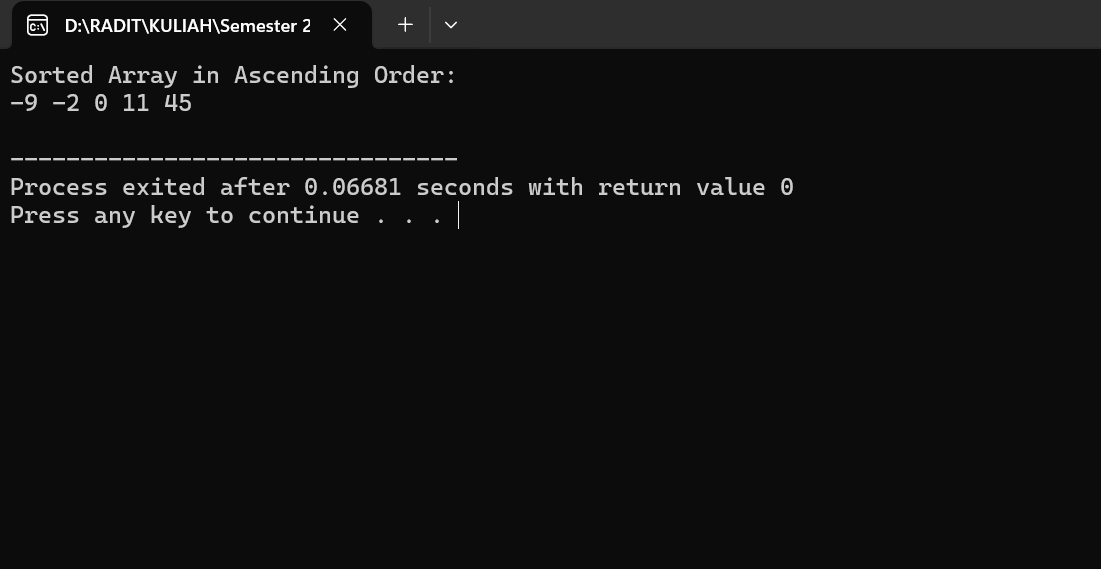 D:\RADIT\KULIAH\Semester 2
Sorted Array in Ascending Order:
-9 -2 0 11 45
--------------------------------
Process exited after 0.06681 seconds with return value 0
Press any key to continue . . .